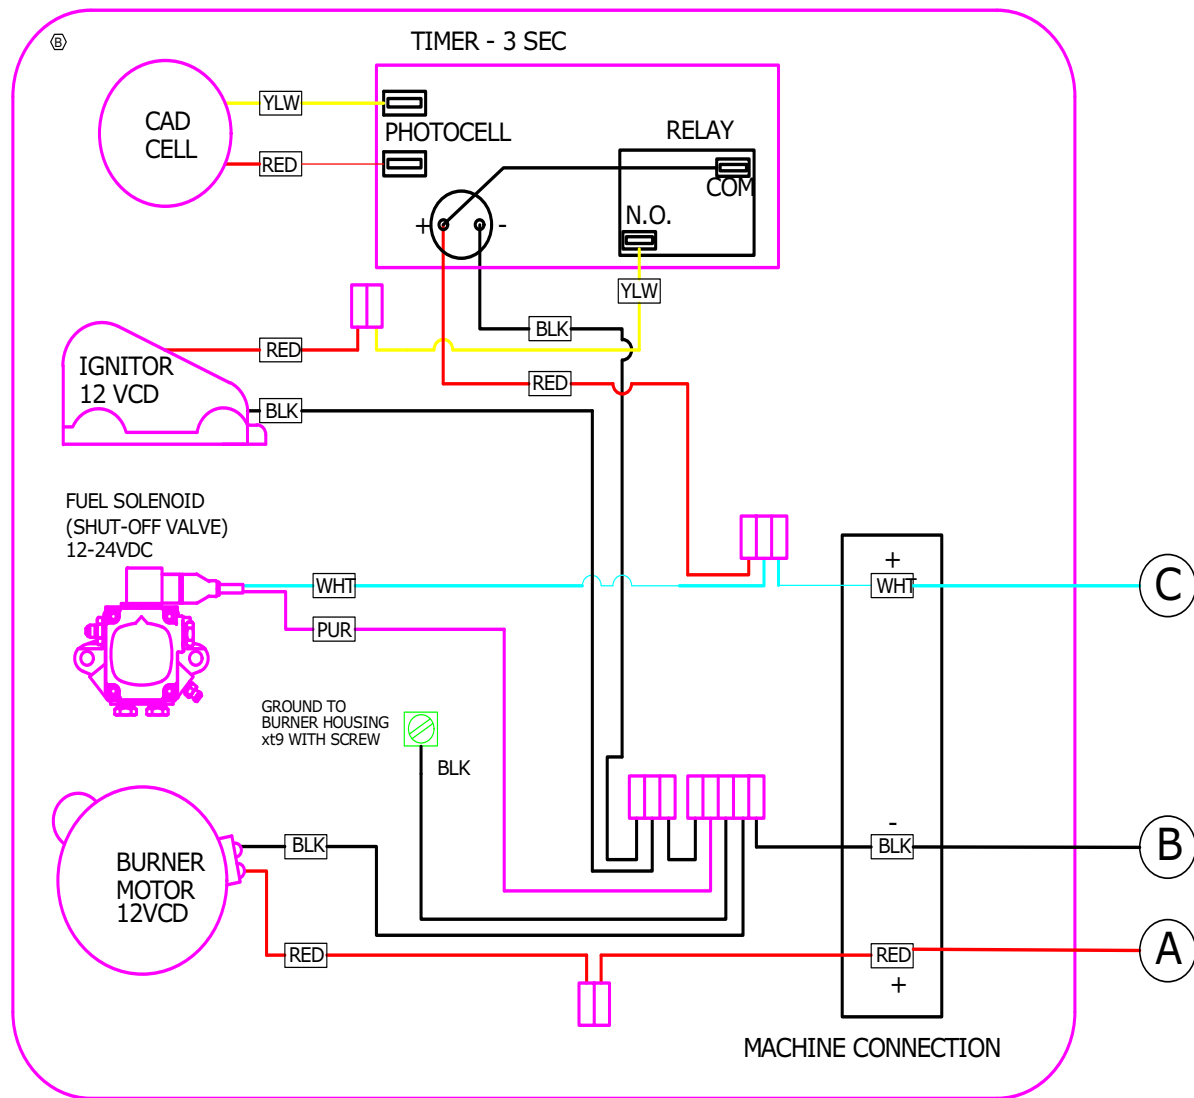 B
TIMER - 3 SEC
CAD
CELL
YLW
RED
PHOTOCELL
RELAY
COM
N.O.
+
-
YLW
BLK
RED
RED
IGNITOR
12 VCD
BLK
FUEL SOLENOID
(SHUT-OFF VALVE)
12-24VDC
WHT
PUR
+
WHT
C
GROUND TO
BURNER HOUSING
xt9 WITH SCREW
BLK
-
BLK
B
BURNER
MOTOR
12VCD
BLK
RED
RED
+
A
MACHINE CONNECTION